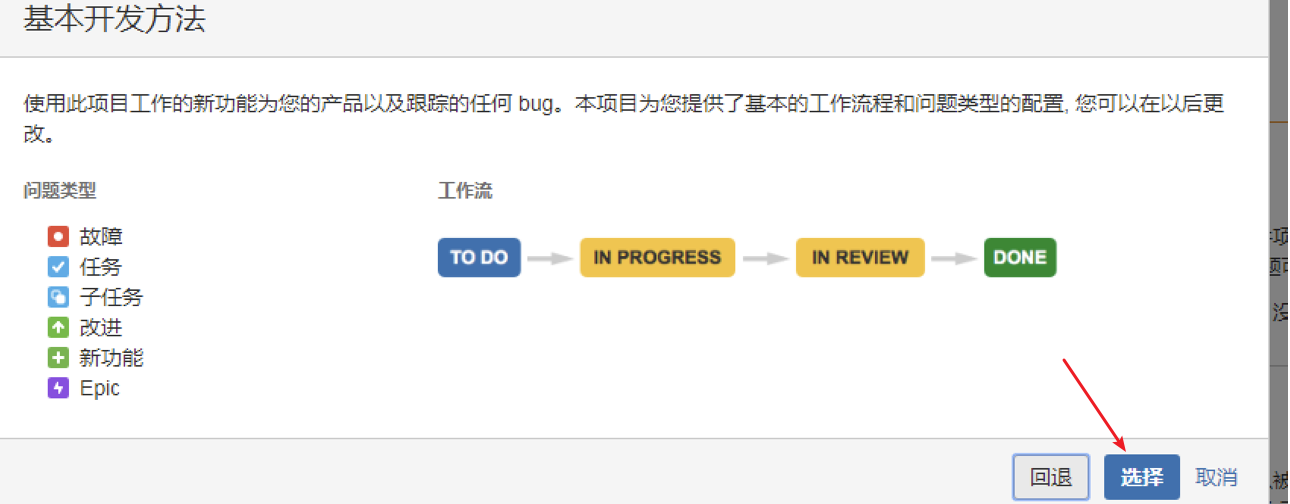 基本开发方法
使用此项目工作的新功能为您的产品以及跟踪的任何 bug。本项目为您提供了基本的工作流程和问题类型的配置, 您可以在以后更
改。
问题类型
工作流
故障
任务
子任务
改进
新功能
Epic
TO DO
IN PROGRESS
IN REVIEW
DONE
回退
选择
取消